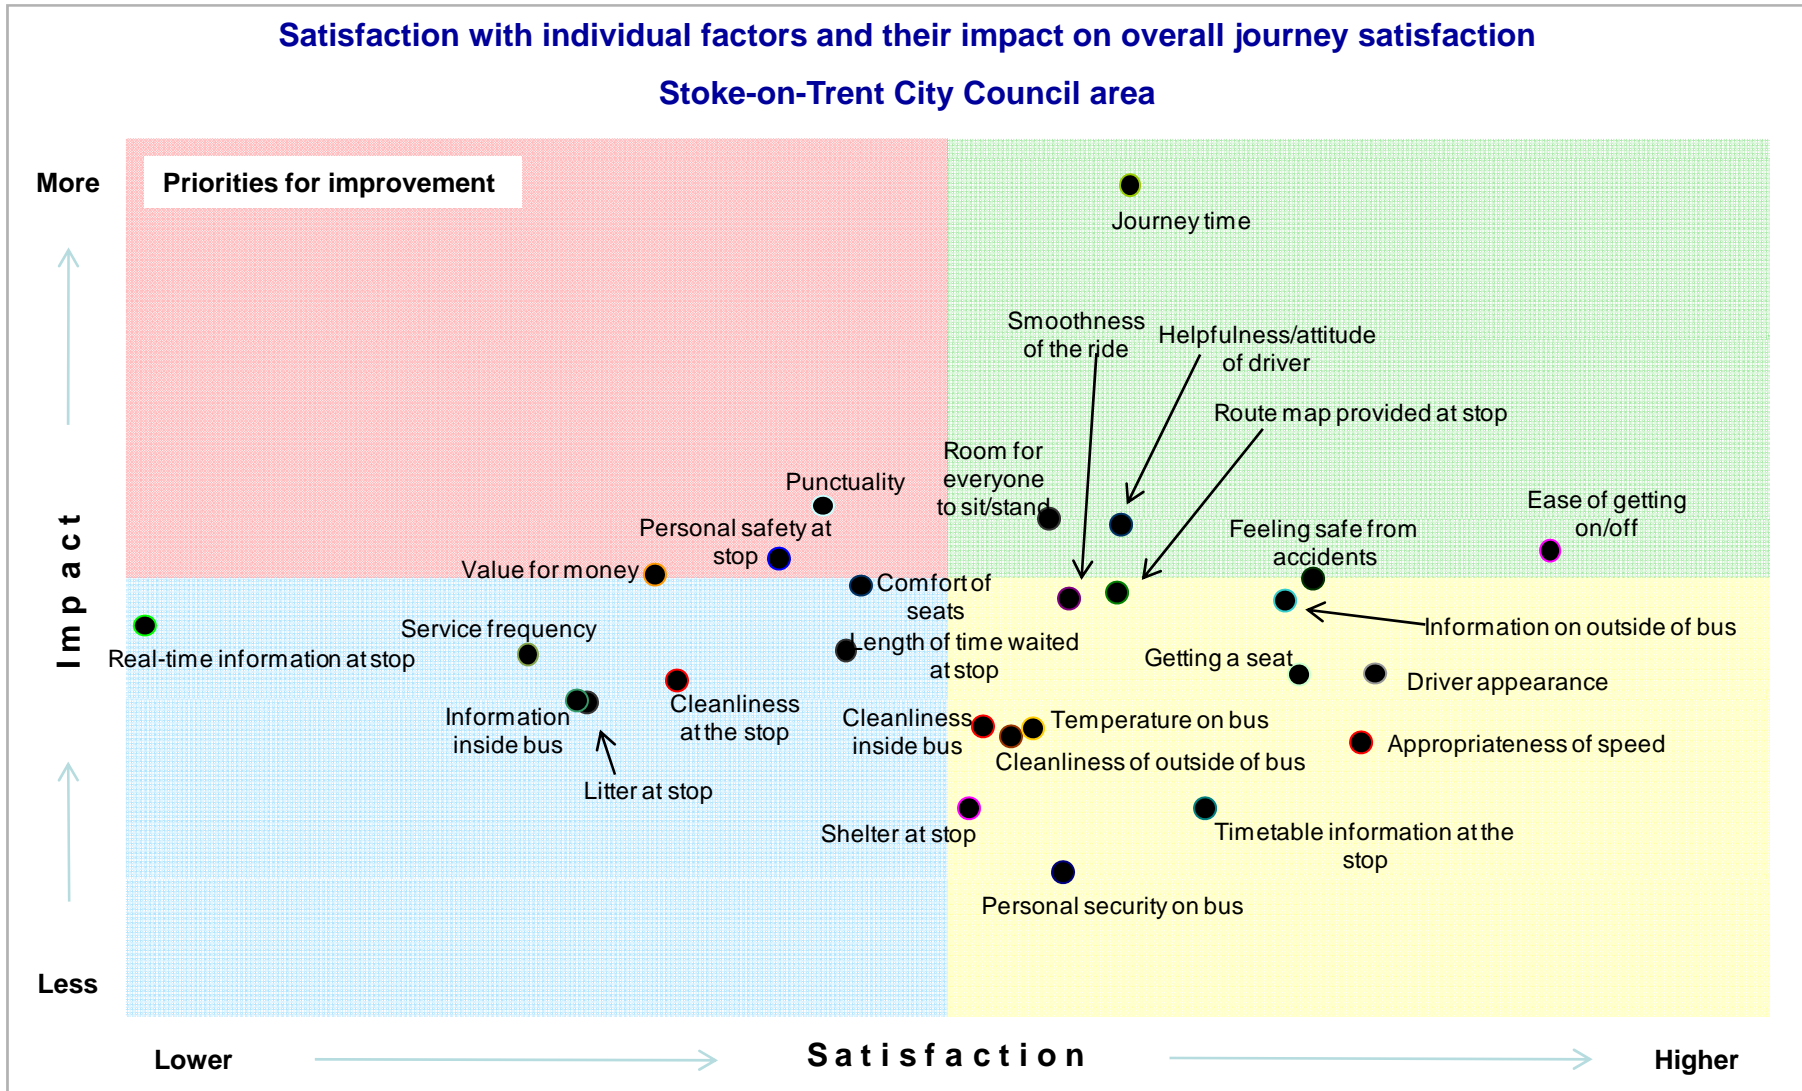 Satisfaction with individual factors and their impact on overall journey satisfaction
Stoke-on-Trent City Council area
More
Priorities for improvement
Journey time
Smoothness
of the ride
Helpfulness/attitude
of driver
Route map provided at stop
Room for
everyone
to sit/stand
Punctuality
Ease of getting
on/off
Personal safety at
stop
Feeling safe from
accidents
Value for money
Comfort of
seats
Impact
Service frequency
Information on outside of bus
Real-time information at stop
Length of time waited
at stop
Getting a seat
Driver appearance
Cleanliness
at the stop
Information
inside bus
Cleanliness
inside bus
Temperature on bus
Appropriateness of speed
Cleanliness of outside of bus
Litter at stop
Shelter at stop
Timetable information at the
stop
Personal security on bus
Less
Lower
Satisfaction
Higher